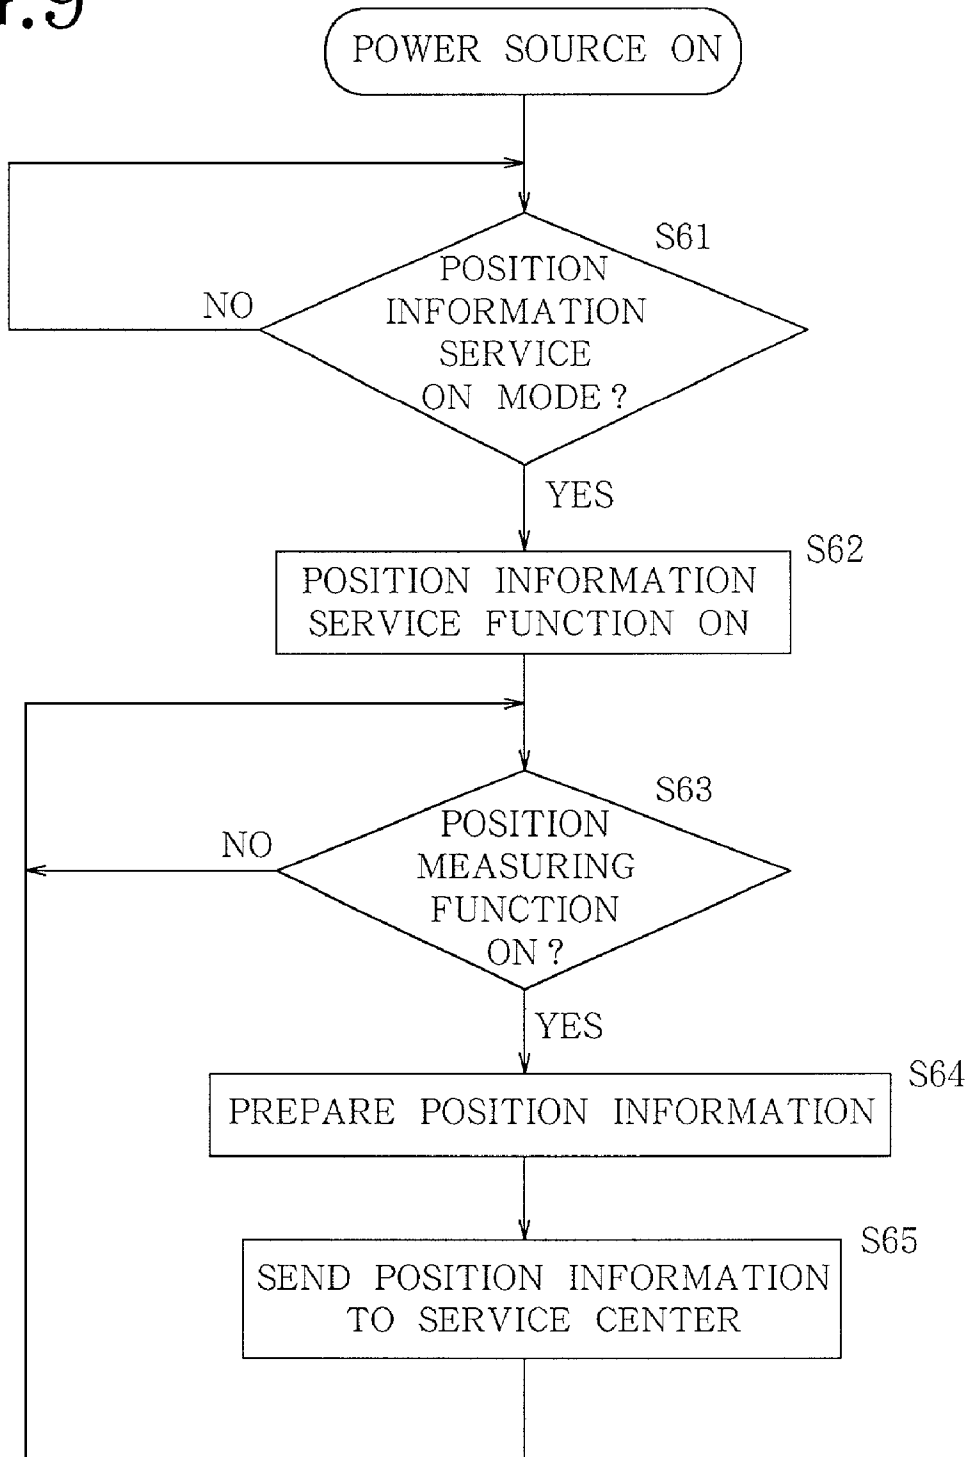 .9
POWER SOURCE ON
S61
POSITION
INFORMATION
SERVICE
ON MODE?
NO
YES
S62
POSITION INFORMATION
SERVICE FUNCTION ON
S63
POSITION
MEASURING
FUNCTION
ON?
NO
YES
S64
PREPARE POSITION INFORMATION
S65
SEND POSITION INFORMATION
TO SERVICE CENTER